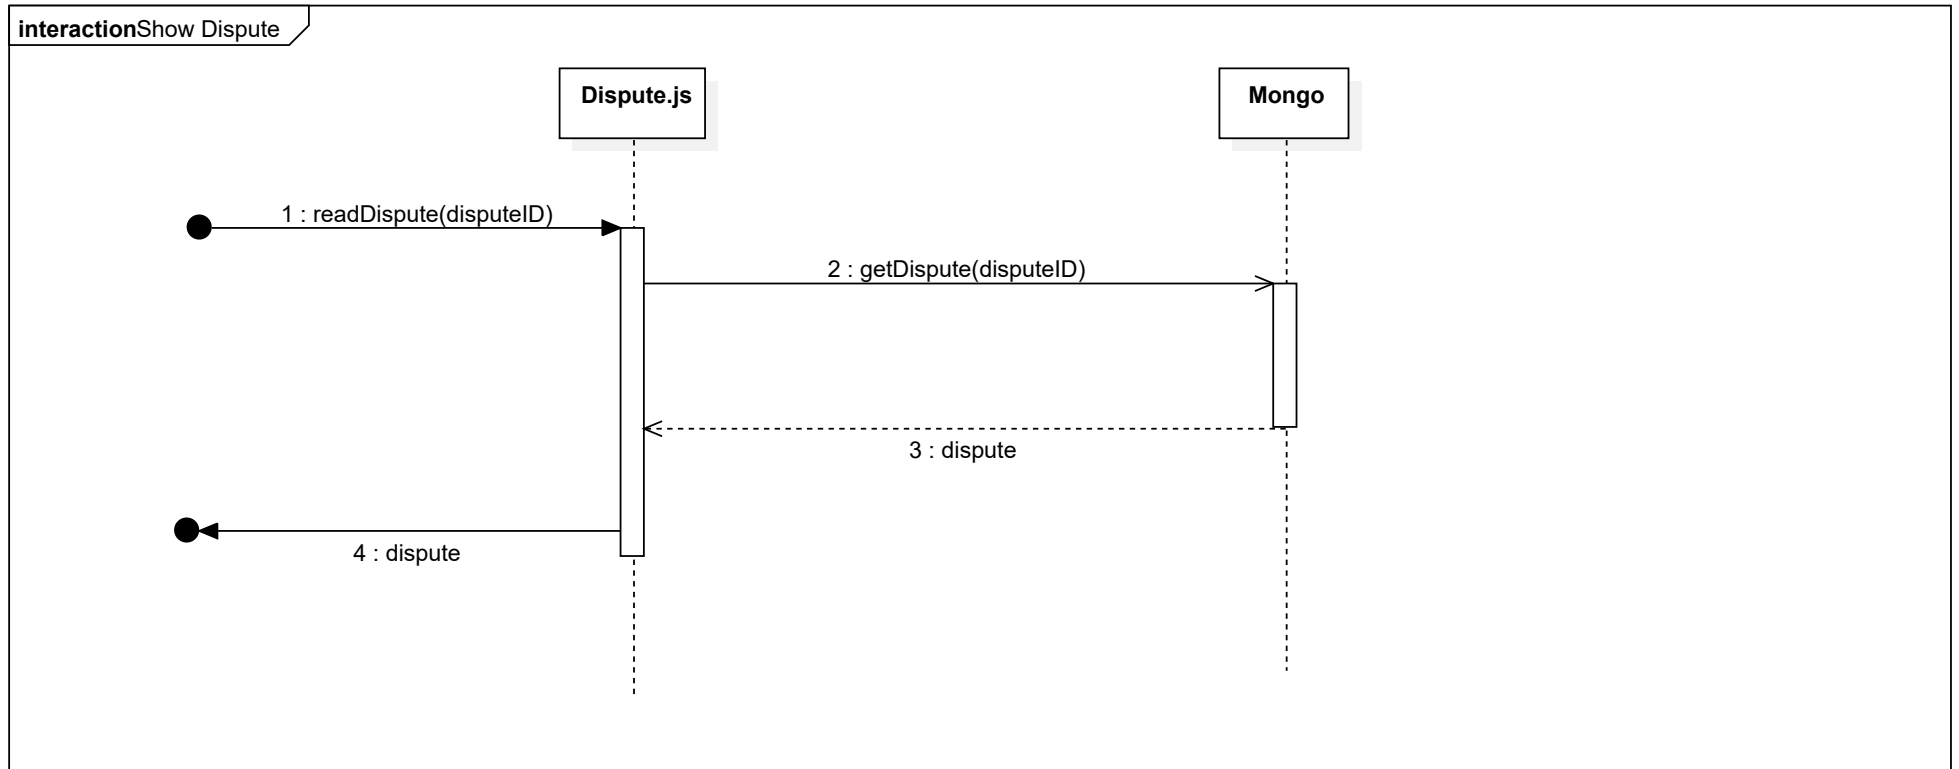 interactionShow Dispute
Dispute.js
Mongo
1 : readDispute(disputeID)
2 : getDispute(disputeID)
3 : dispute
4 : dispute